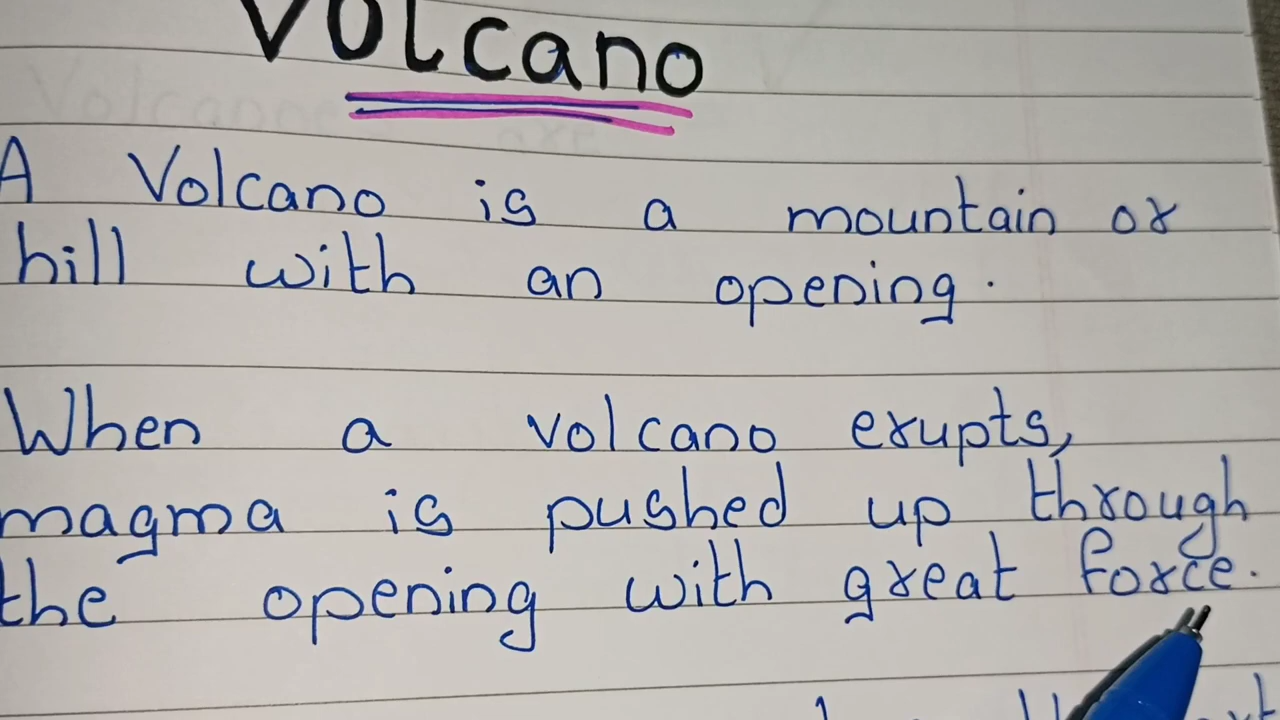 Volcano
A Volcano is a mountain or
hill with an opening.
When a volcano erupts,
magma is pushed up through
the opening with great force.